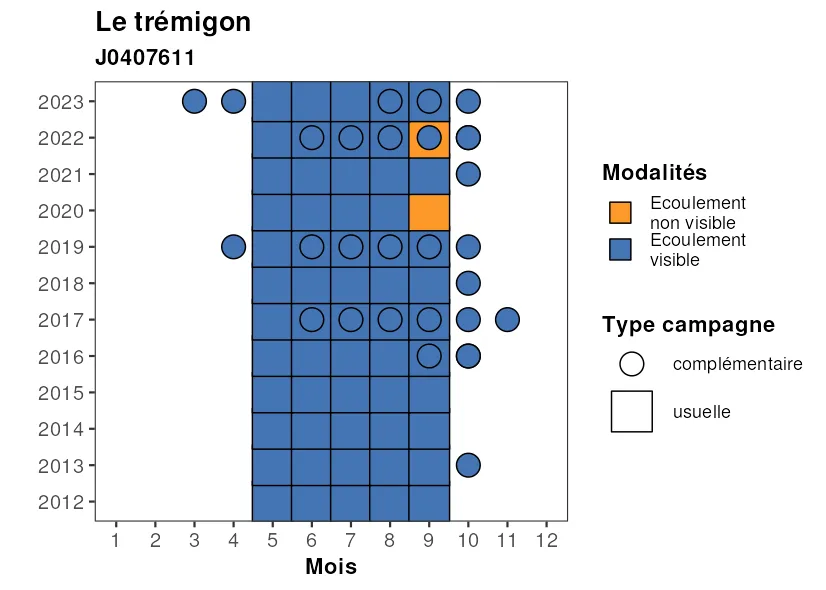 Le trémigon
J0407611
2023
2022
2021
2020
2019
2018
2017
2016
2015
2014
2013
2012
1 2 3 4 5 6 7 8 9 10 11 12
Mois
Modalités
Ecoulement
non visible
Ecoulement
visible
Type campagne
complémentaire
usuelle